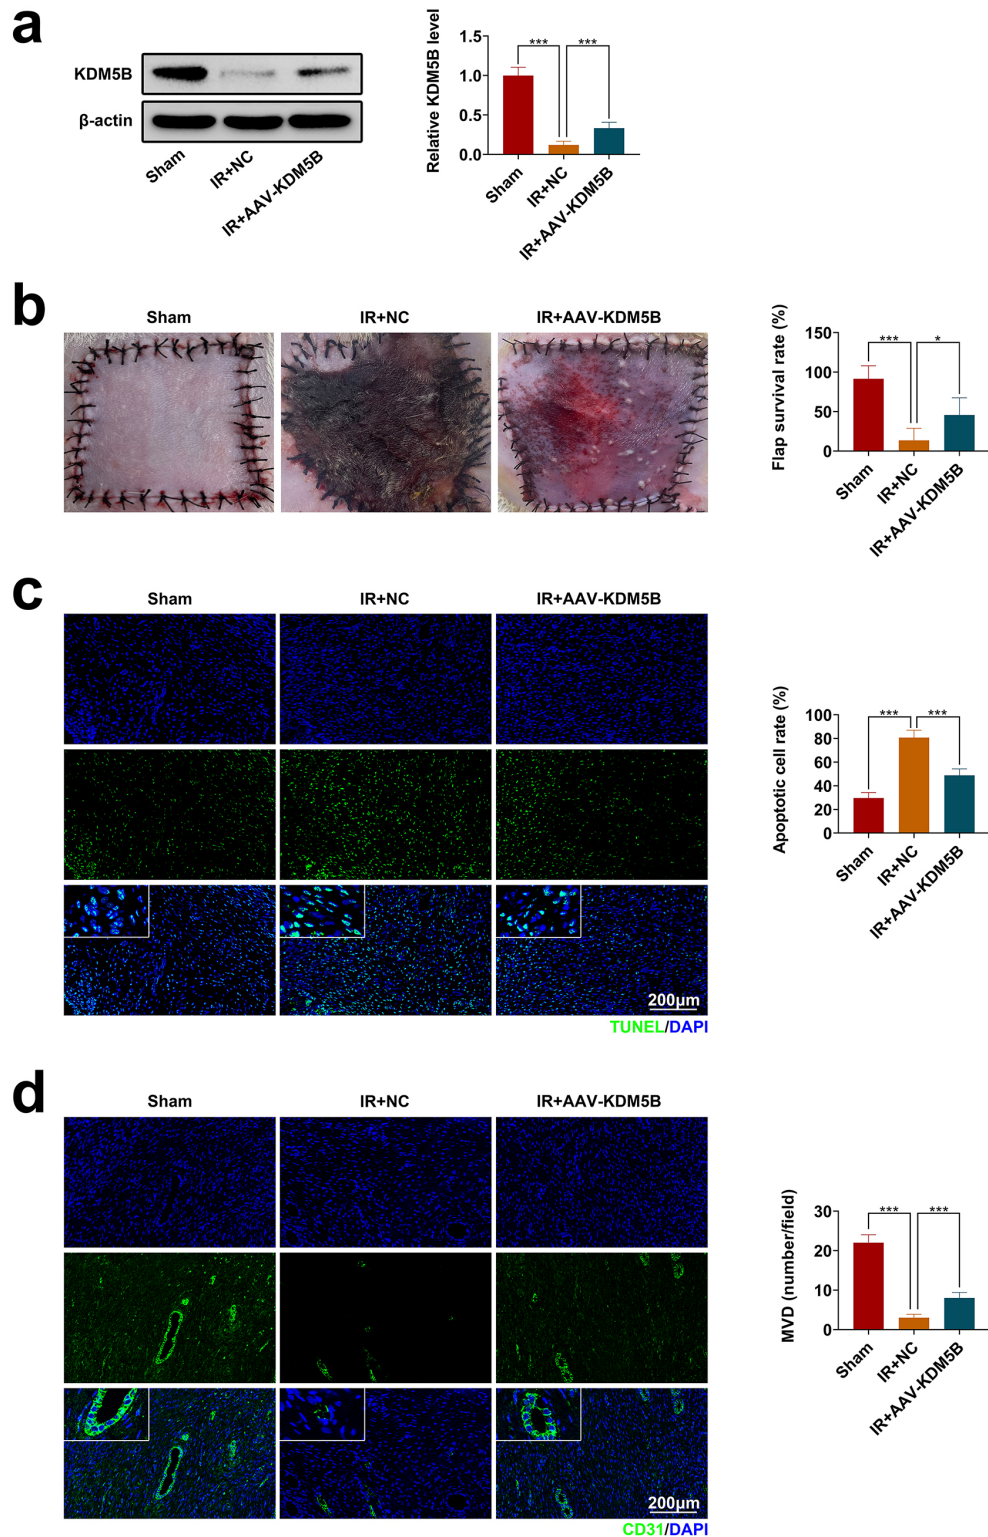 a
KDM5B
β-actin
Sham
IR+NC
IR+AAV-KDM5B
Relative KDM5B level
1.5
1.0
0.5
0.0
***
***
Sham
IR+NC
IR+AAV-KDM5B
b
Sham
IR+NC
IR+AAV-KDM5B
Flap survival rate (%)
150
100
50
0
***
*
Sham
IR+NC
IR+AAV-KDM5B
c
Sham
IR+NC
IR+AAV-KDM5B
200μm
TUNEL/DAPI
Apoptotic cell rate (%)
100
80
60
40
20
0
***
***
Sham
IR+NC
IR+AAV-KDM5B
d
Sham
IR+NC
IR+AAV-KDM5B
200μm
CD31/DAPI
MVD (number/field)
30
20
10
0
***
***
Sham
IR+NC
IR+AAV-KDM5B